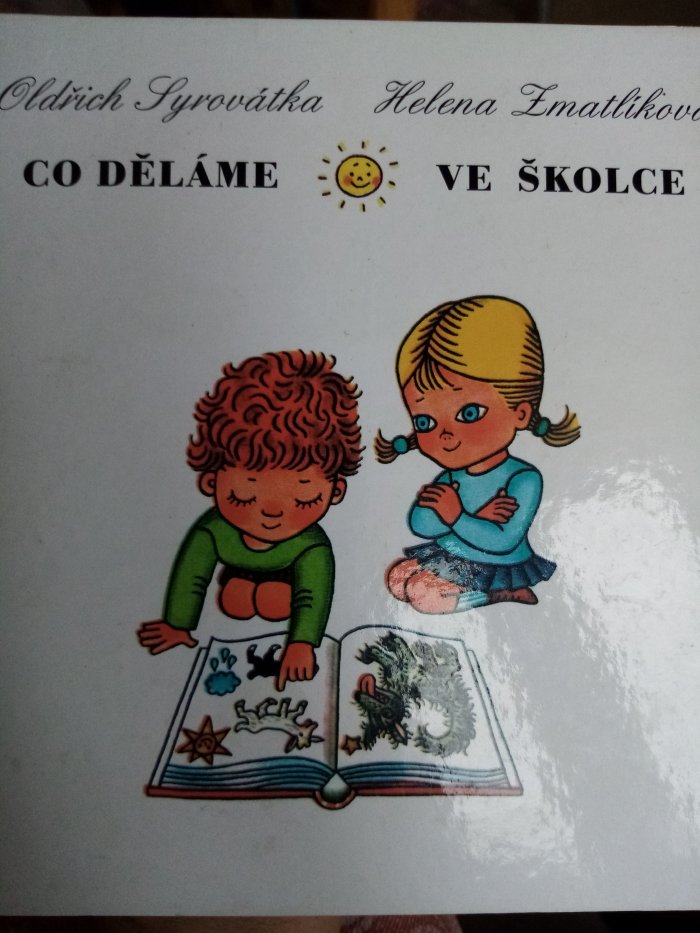 Oldřich Syrovátka Helena Zmatlíková
CO DĚLÁME VE ŠKOLCE